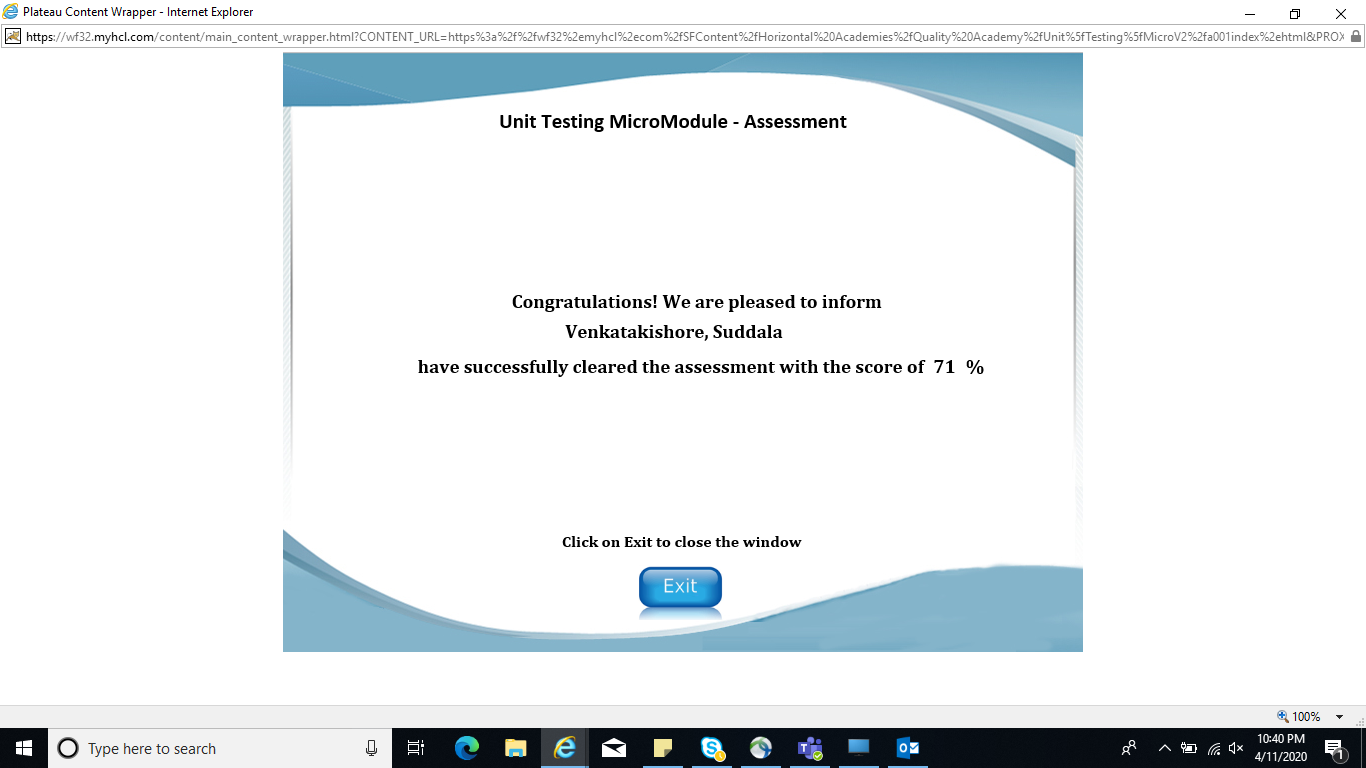 Plateau Content Wrapper - Internet Explorer
https://wf32.myhcl.com/content/main_content_wrapper.html?CONTENT_URL=https%3a%2f%2fwf32%2emyhcl%2ecom%2fSFContent%2fHorizontal%20Academies%2fQuality%20Academy%2fUnit%5fTesting%5fMicroV2%2fa001index%2ehtml&PROX
Unit Testing MicroModule - Assessment
Congratulations! We are pleased to inform
Venkatakishore, Suddala
have successfully cleared the assessment with the score of 71 %
Click on Exit to close the window
Exit
100%
Type here to search
10:40 PM
4/11/2020
1